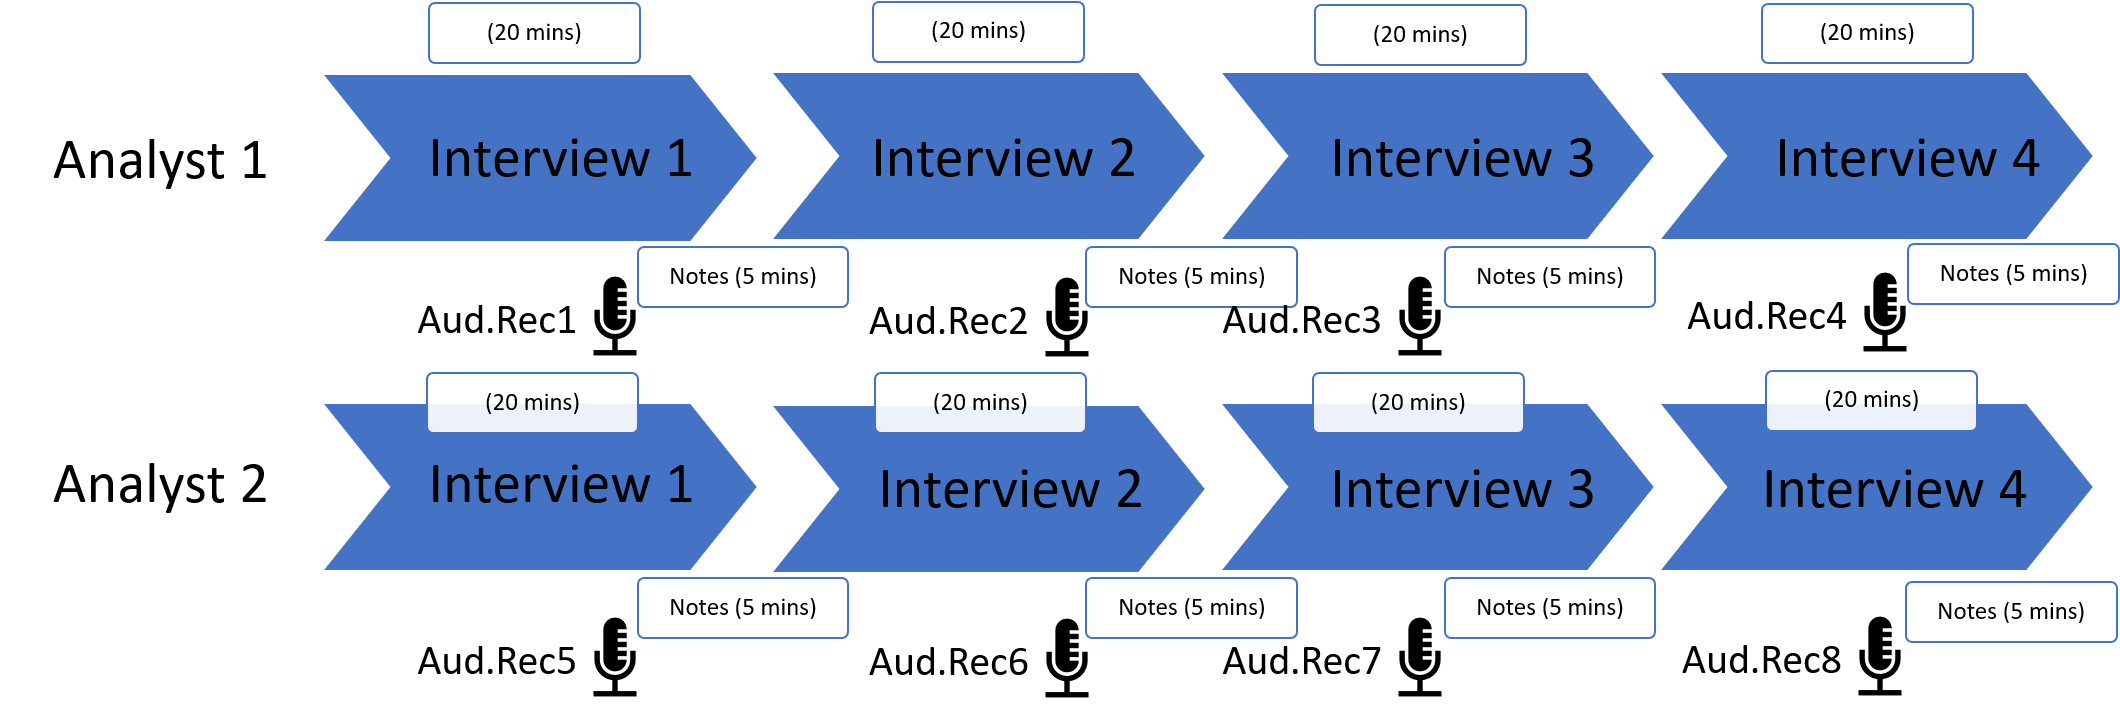 (20 mins)
(20 mins)
(20 mins)
(20 mins)
Analyst 1
Interview 1
Interview 2
Interview 3
Interview 4
Notes (5 mins)
Notes (5 mins)
Notes (5 mins)
Notes (5 mins)
Aud.Rec1
Aud.Rec2
Aud.Rec3
Aud.Rec4
(20 mins)
(20 mins)
(20 mins)
(20 mins)
Analyst 2
Interview 1
Interview 2
Interview 3
Interview 4
Notes (5 mins)
Notes (5 mins)
Notes (5 mins)
Notes (5 mins)
Aud.Rec5
Aud.Rec6
Aud.Rec7
Aud.Rec8